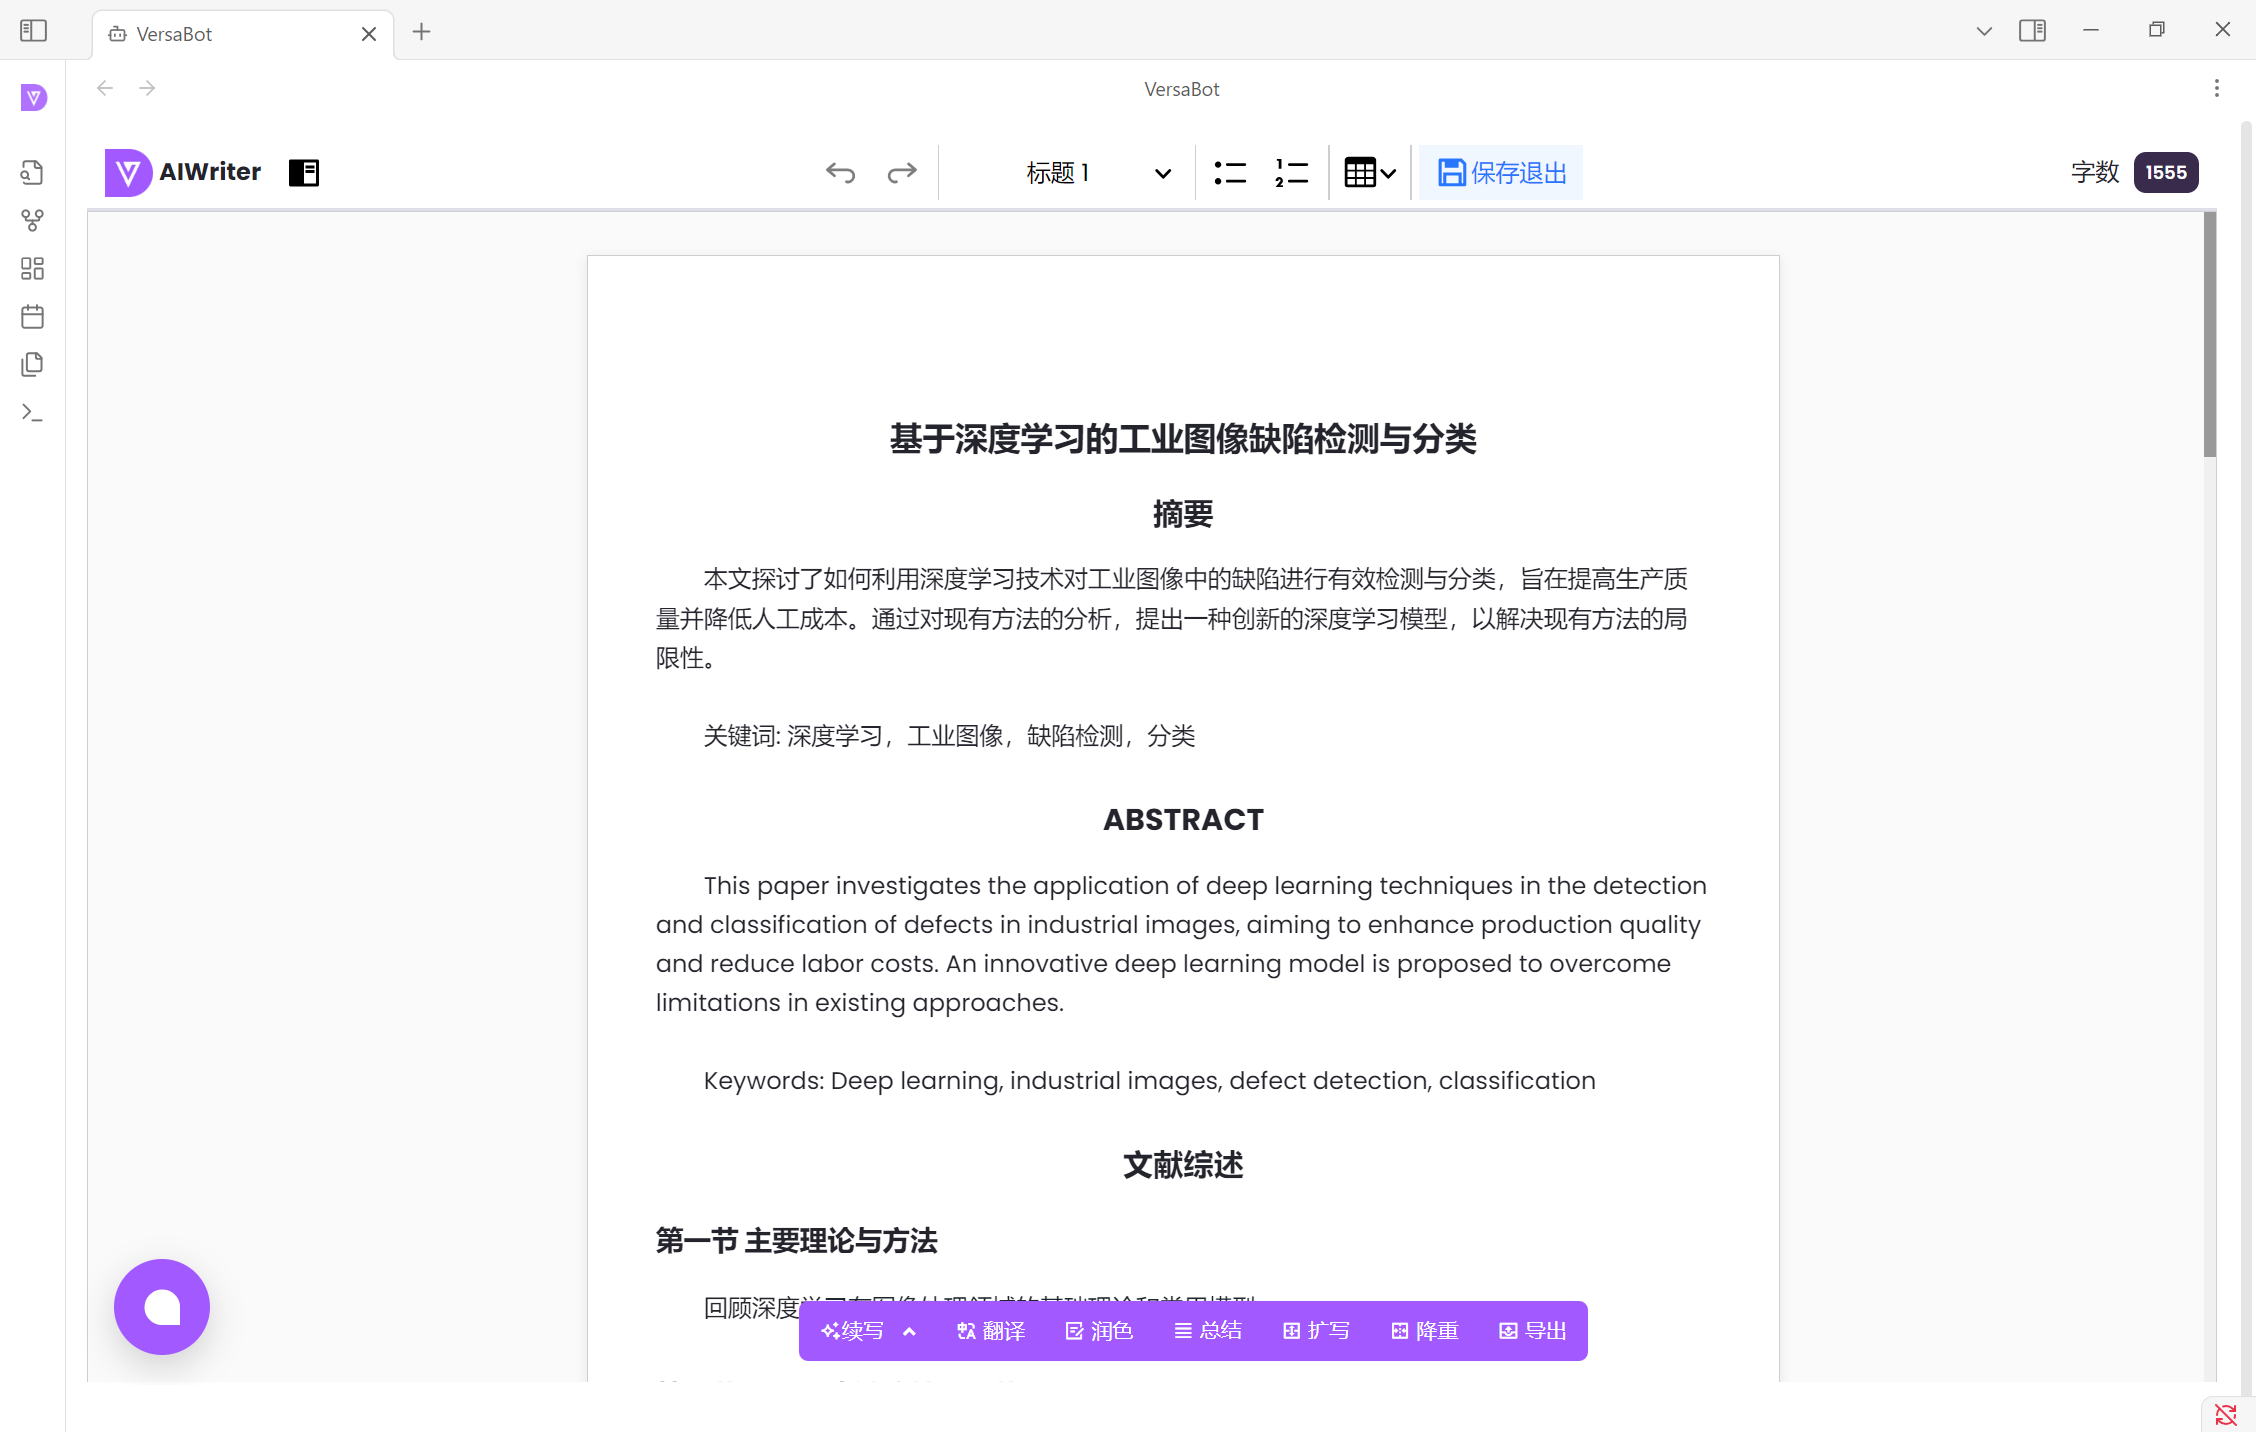 VersaBot
VersaBot
AIWriter
标题 1
保存退出
字数 1555
基于深度学习的工业图像缺陷检测与分类
摘要
本文探讨了如何利用深度学习技术对工业图像中的缺陷进行有效检测与分类，旨在提高生产质
量并降低人工成本。通过对现有方法的分析，提出一种创新的深度学习模型，以解决现有方法的局
限性。
关键词: 深度学习，工业图像，缺陷检测，分类
ABSTRACT
This paper investigates the application of deep learning techniques in the detection
and classification of defects in industrial images, aiming to enhance production quality
and reduce labor costs. An innovative deep learning model is proposed to overcome
limitations in existing approaches.
Keywords: Deep learning, industrial images, defect detection, classification
文献综述
第一节 主要理论与方法
回顾深度
续写 翻译 润色 总结 扩写 降重 导出